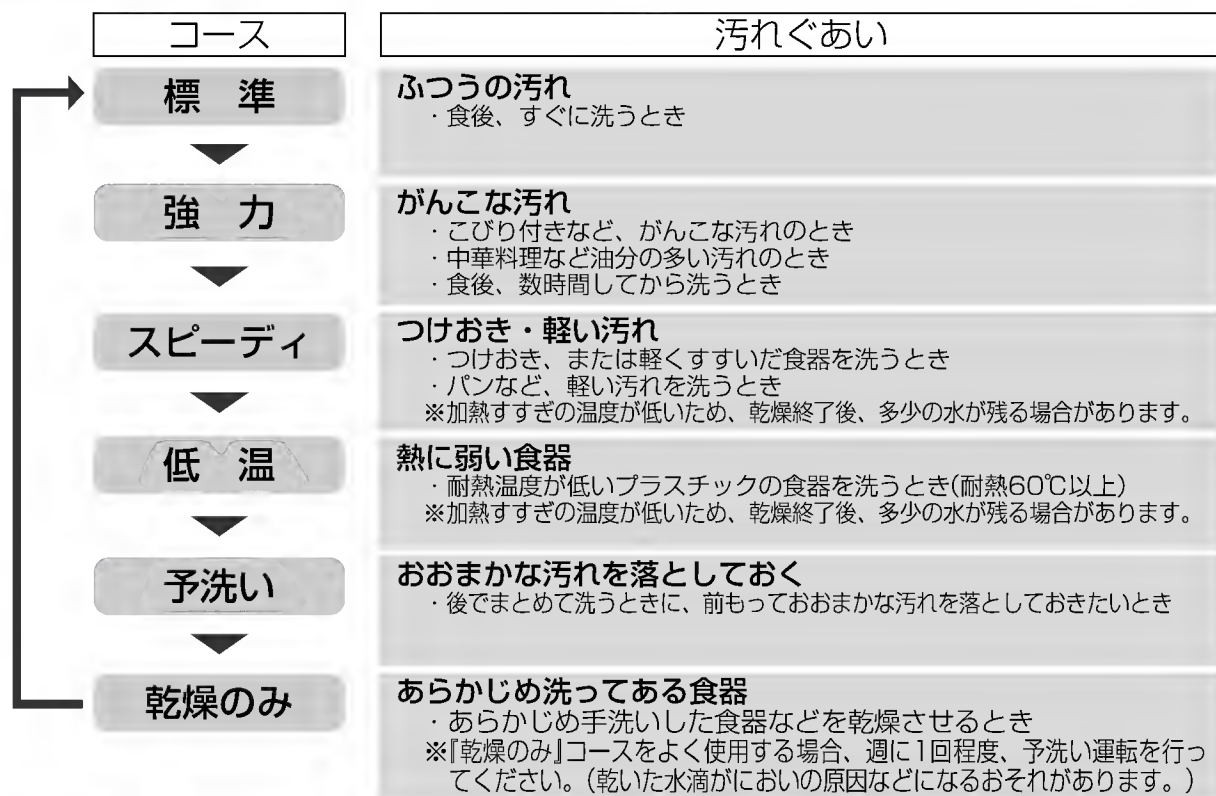 コース
汚れぐあい
標 準
ふつうの汚れ
・食後、すぐに洗うとき
強 力
がんこな汚れ
・こびり付きなど、がんこな汚れのとき
・中華料理など油分の多い汚れのとき
・食後、数時間してから洗うとき
スピーディ
つけおき・軽い汚れ
・つけおき、または軽くすすいだ食器を洗うとき
・パンなど、軽い汚れを洗うとき
※加熱すすぎの温度が低いため、乾燥終了後、多少の水が残る場合があります。
低 温
熱に弱い食器
・耐熱温度が低いプラスチックの食器を洗うとき(耐熱60℃以上)
※加熱すすぎの温度が低いため、乾燥終了後、多少の水が残る場合があります。
予洗い
おおまかな汚れを落としておく
・後でまとめて洗うときに、前もっておおまかな汚れを落としておきたいとき
乾燥のみ
あらかじめ洗ってある食器
・あらかじめ手洗いした食器などを乾燥させるとき
※『乾燥のみ』コースをよく使用する場合、週に1回程度、予洗い運転を行っ
てください。(乾いた水滴がにおいの原因などになるおそれがあります。)